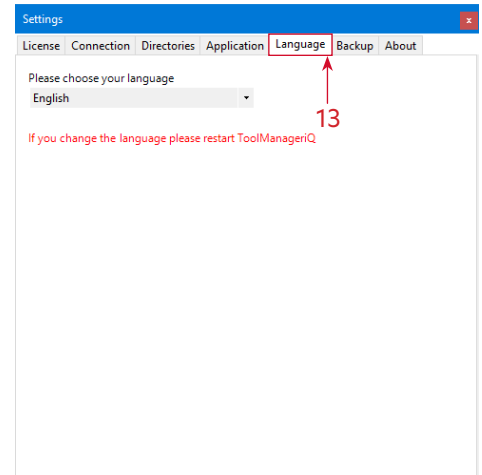 Settings
x
License Connection Directories Application Language Backup About
Please choose your language
English
13
If you change the language please restart ToolManageriQ